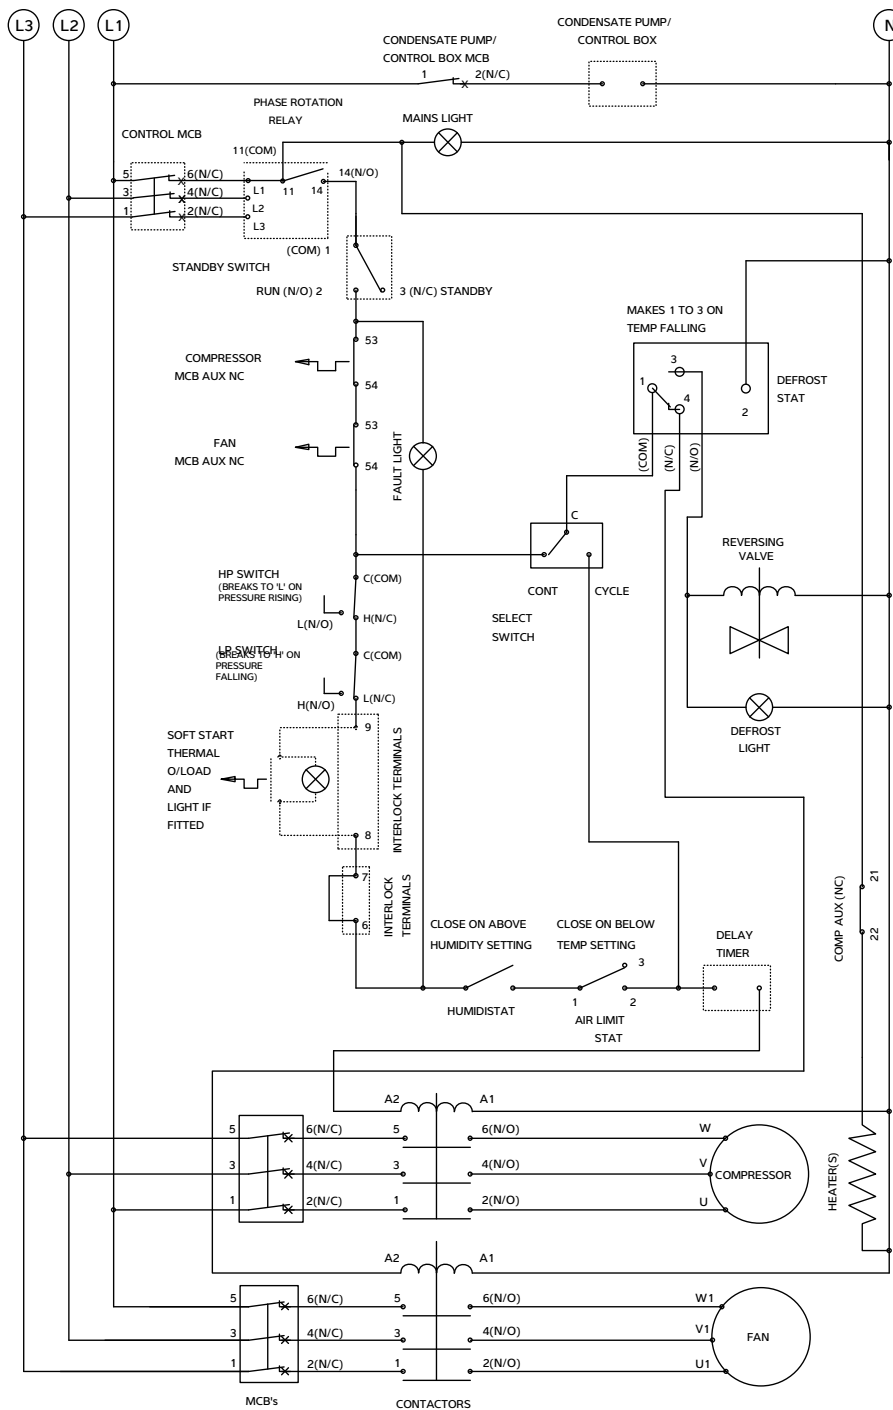 L3
L2
L1
N
CONDENSATE PUMP/
CONTROL BOX MCB
1
2(N/C)
CONDENSATE PUMP/
CONTROL BOX
PHASE ROTATION
RELAY
MAINS LIGHT
CONTROL MCB
11(COM)
5
6(N/C)
3
4(N/C)
1
2(N/C)
L1
L2
L3
11
14
14(N/O)
(COM) 1
STANDBY SWITCH
RUN (N/O) 2
3 (N/C) STANDBY
MAKES 1 TO 3 ON
TEMP FALLING
3
1
4
2
DEFROST
STAT
(COM)
(N/C)
(N/O)
53
COMPRESSOR
MCB AUX NC
54
53
FAN
MCB AUX NC
54
FAULT LIGHT
C
CONT
CYCLE
SELECT
SWITCH
REVERSING
VALVE
HP SWITCH
(BREAKS TO 'L' ON
PRESSURE RISING)
C(COM)
L(N/O)
H(N/C)
LP SWITCH
(BREAKS TO 'H' ON
PRESSURE
FALLING)
C(COM)
H(N/O)
L(N/C)
DEFROST
LIGHT
SOFT START
THERMAL
O/LOAD
AND
LIGHT IF
FITTED
9
8
INTERLOCK TERMINALS
7
6
INTERLOCK
TERMINALS
COMP AUX (NC)
21
22
CLOSE ON ABOVE
HUMIDITY SETTING
HUMIDISTAT
CLOSE ON BELOW
TEMP SETTING
3
1
2
AIR LIMIT
STAT
DELAY
TIMER
A2
A1
5
6(N/C)
5
6(N/O)
W
3
4(N/C)
3
4(N/O)
V
1
2(N/C)
1
2(N/O)
U
COMPRESSOR
HEATER(S)
A2
A1
5
6(N/C)
5
6(N/O)
W1
3
4(N/C)
3
4(N/O)
V1
1
2(N/C)
1
2(N/O)
U1
FAN
MCB's
CONTACTORS